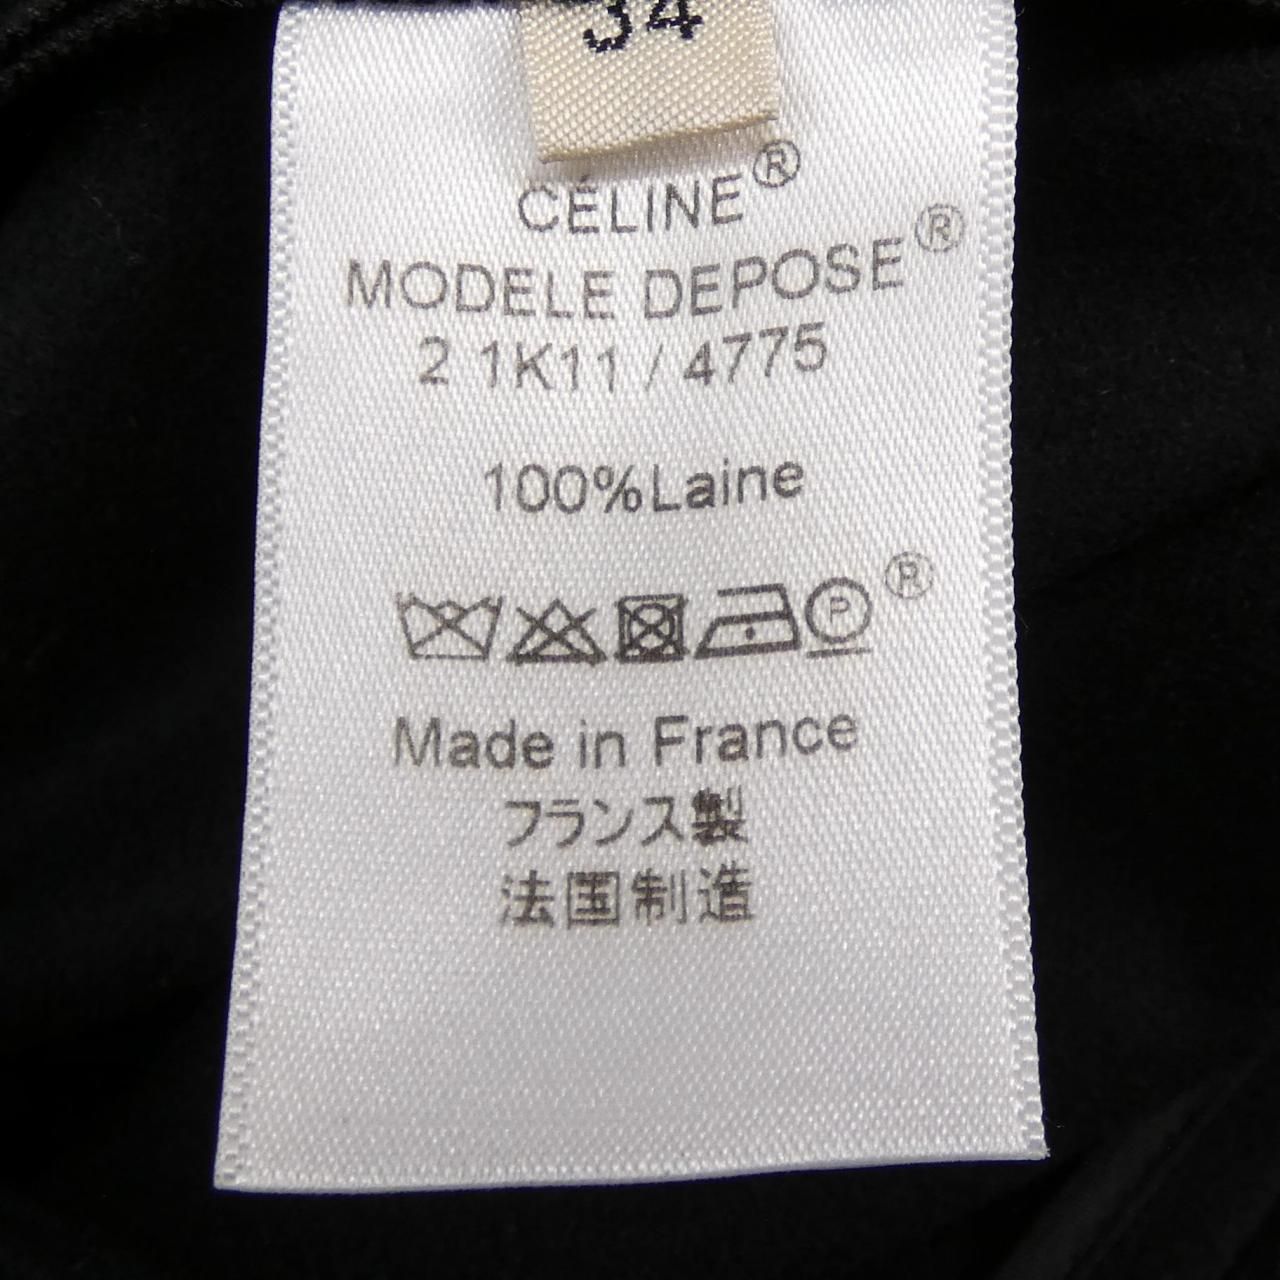 34
CÉLINE®
MODELE DEPOSE®
2 1K11 / 4775
100%Laine
P ®
Made in France
フランス製
法国制造